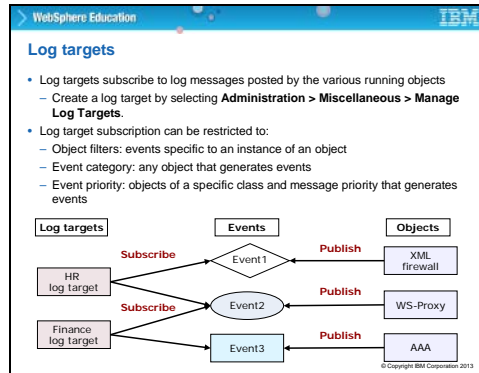 WebSphere Education
IBM
Log targets
• Log targets subscribe to log messages posted by the various running objects
– Create a log target by selecting Administration > Miscellaneous > Manage
Log Targets.
• Log target subscription can be restricted to:
– Object filters: events specific to an instance of an object
– Event category: any object that generates events
– Event priority: objects of a specific class and message priority that generates
events
Log targets
Events
Objects
Subscribe
Event1
Publish
XML
firewall
HR
log target
Subscribe
Event2
Publish
WS-Proxy
Finance
log target
Event3
Publish
AAA
© Copyright IBM Corporation 2013